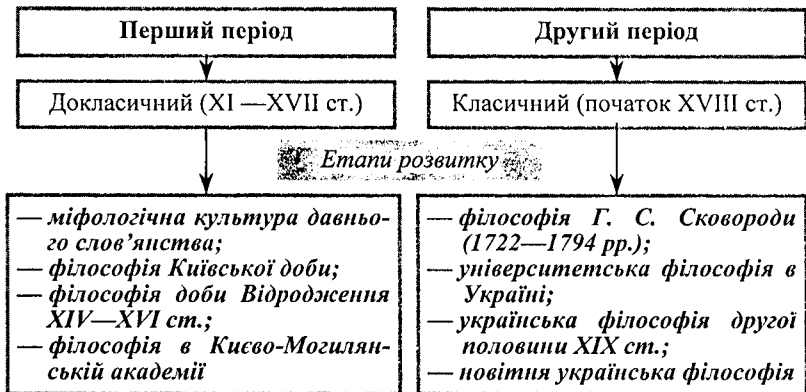 Перший період
Другий період
Докласичний (XI —XVII ст.)
Класичний (початок XVIII ст.)
Етапи розвитку
— міфологічна культура давньо-
го слов’янства;
— філософія Київської доби;
— філософія доби Відродження
XIV—XVI ст.;
— філософія в Києво-Могилян-
ській академії
— філософія Г. С. Сковороди
(1722—1794 рр.);
— університетська філософія в
Україні;
— українська філософія другої
половини XIX ст.;
— новітня українська філософія